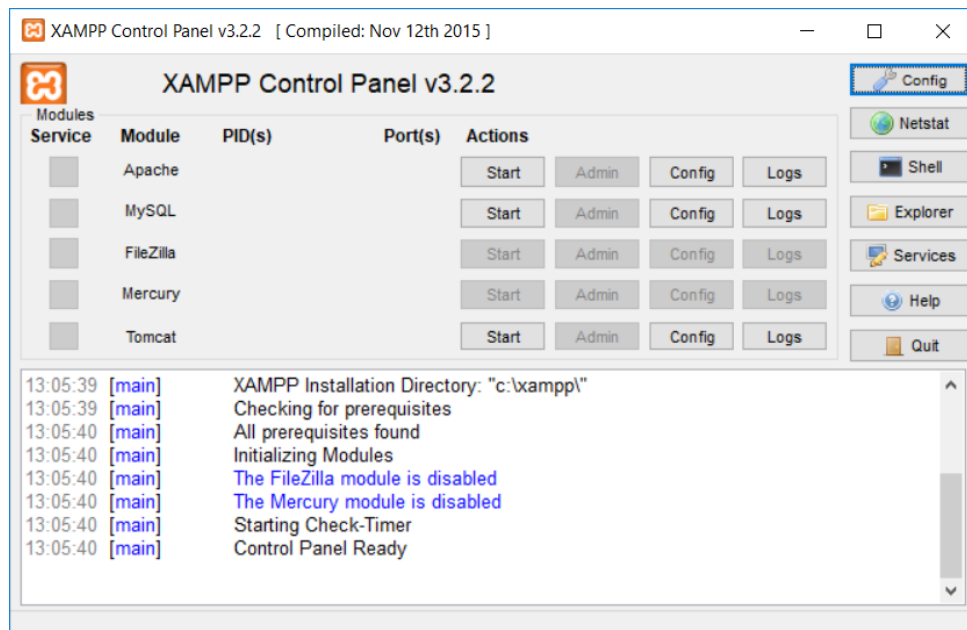 XAMPP Control Panel v3.2.2 [ Compiled: Nov 12th 2015 ]
XAMPP Control Panel v3.2.2
Config
Modules
Service Module PID(s) Port(s) Actions
Netstat
Apache Start Admin Config Logs
Shell
MySQL Start Admin Config Logs
Explorer
FileZilla Start Admin Config Logs
Services
Mercury Start Admin Config Logs
Help
Tomcat Start Admin Config Logs
Quit
13:05:39 [main] XAMPP Installation Directory: "c:\xampp\"
13:05:39 [main] Checking for prerequisites
13:05:40 [main] All prerequisites found
13:05:40 [main] Initializing Modules
13:05:40 [main] The FileZilla module is disabled
13:05:40 [main] The Mercury module is disabled
13:05:40 [main] Starting Check-Timer
13:05:40 [main] Control Panel Ready